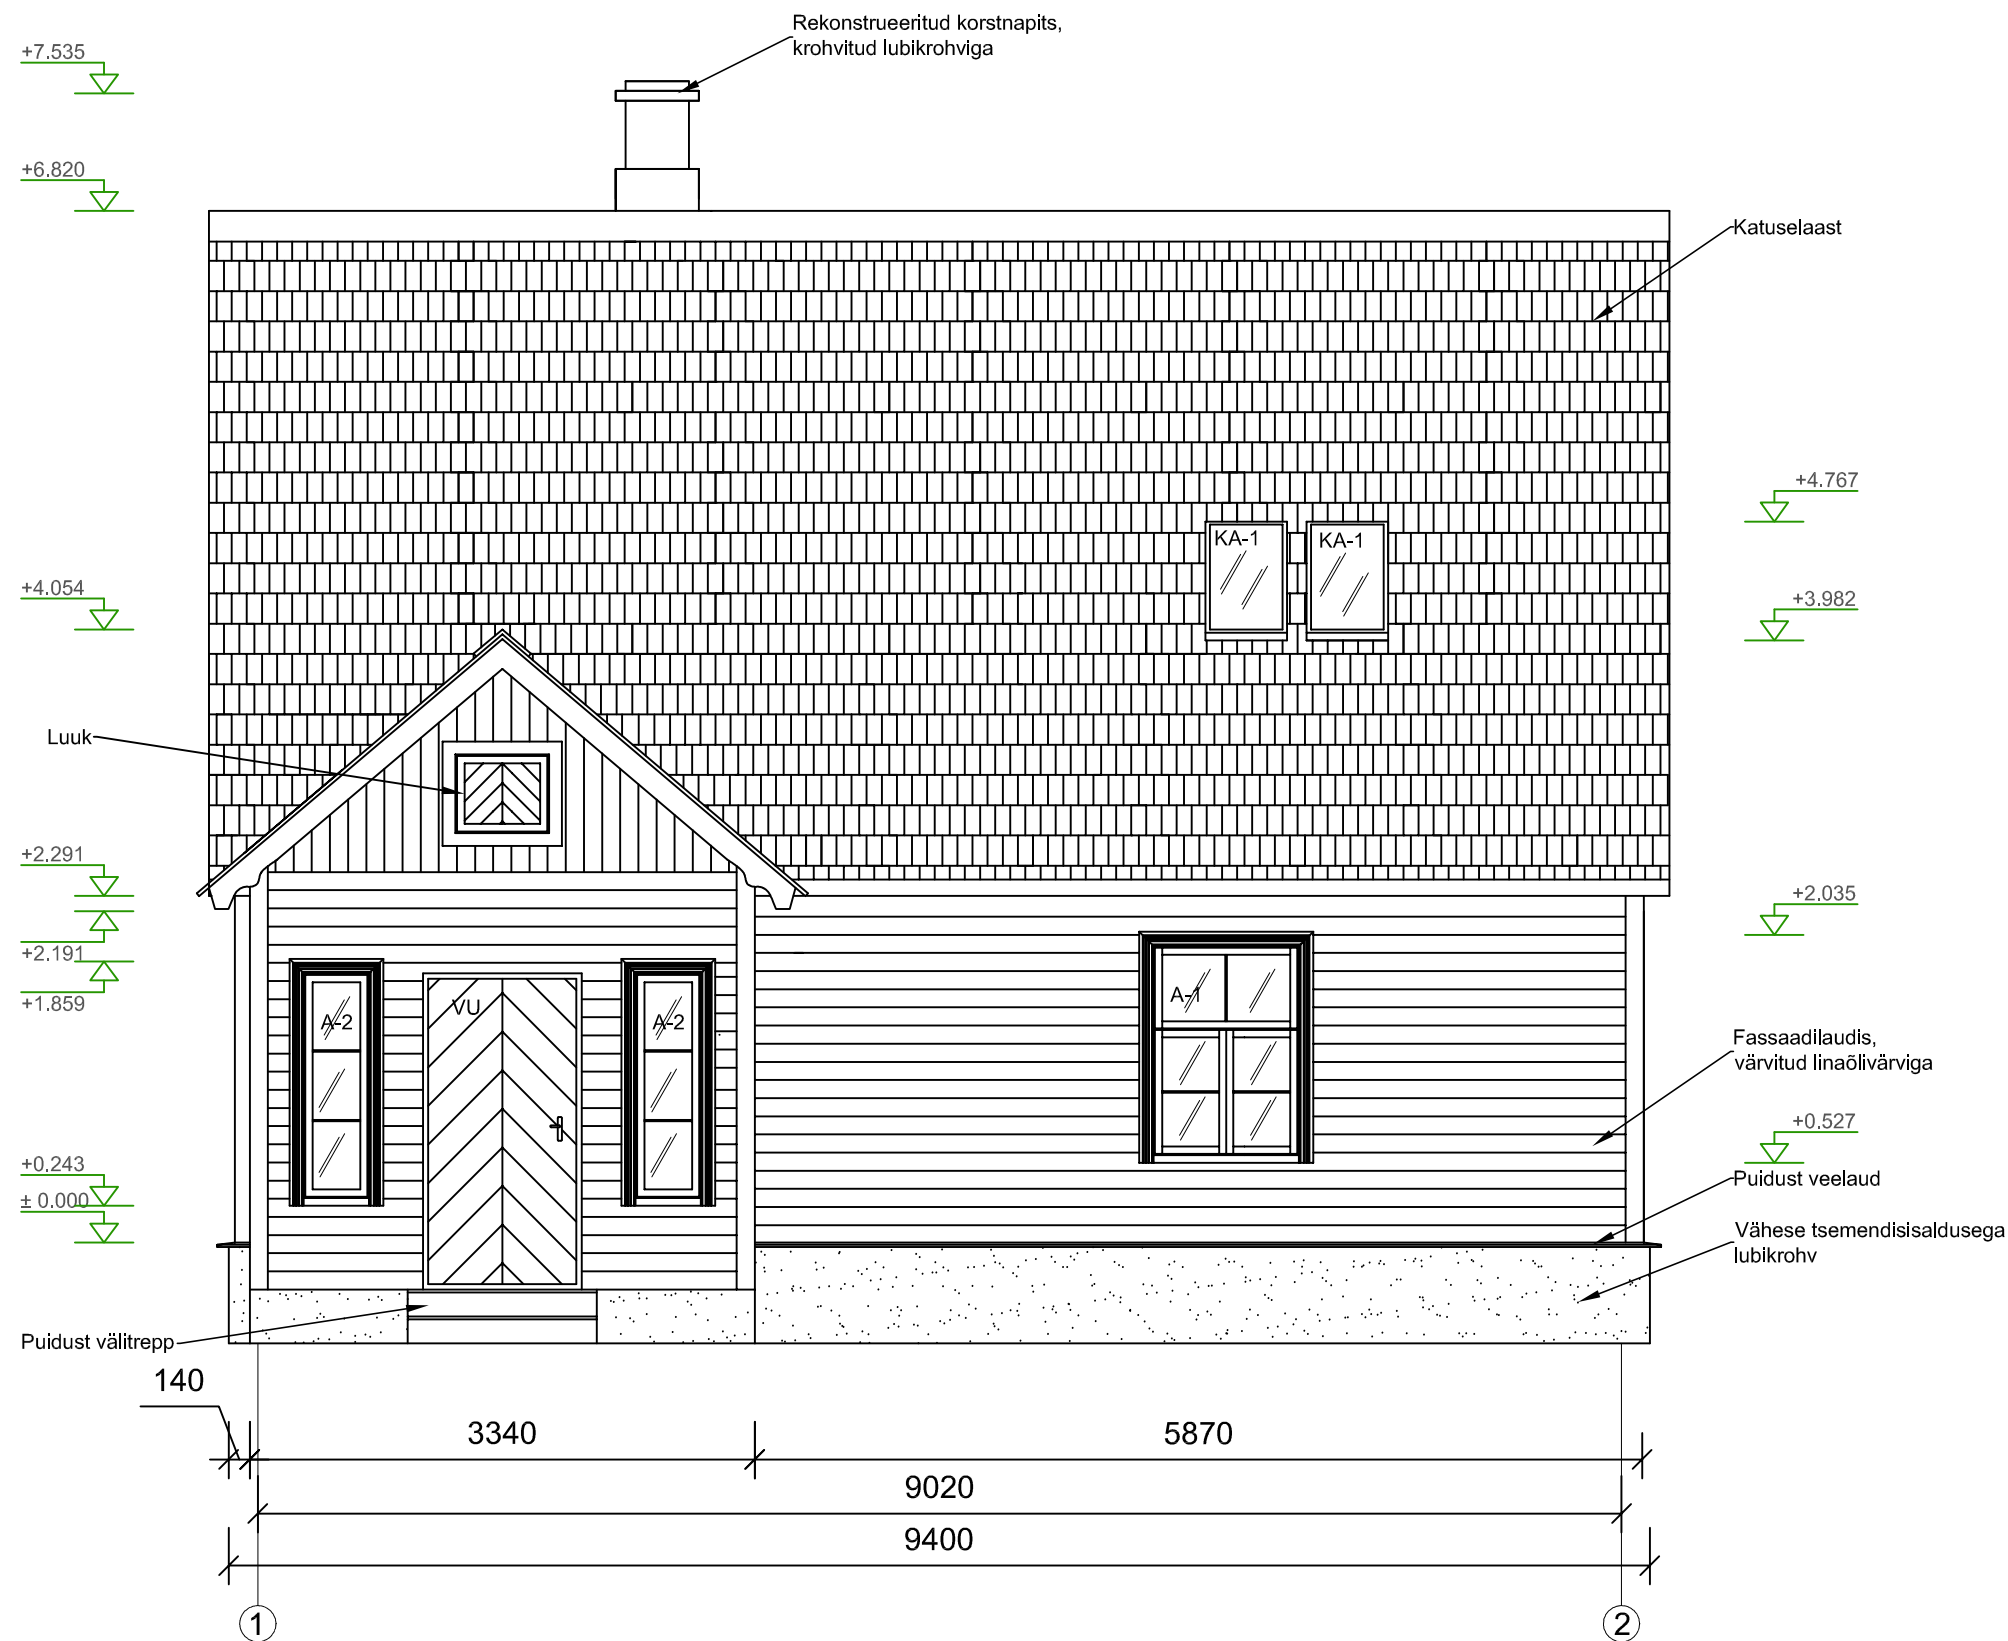 Rekonstrueeritud korstnapits,
krohvitud lubikrohviga
+7.535
+6.820
Katuselaast
+4.767
KA-1
KA-1
+4.054
+3.982
Luuk
+2.291
+2.035
+2.191
+1.859
A-2
VU
A-2
A-1
Fassaadilaudis,
värvitud linaõlivärviga
+0.527
+0.243
± 0.000
Puidust veelaud
Vähese tsemendisisaldusega
lubikrohv
Puidust välitrepp
140
3340
5870
9020
9400
1
2